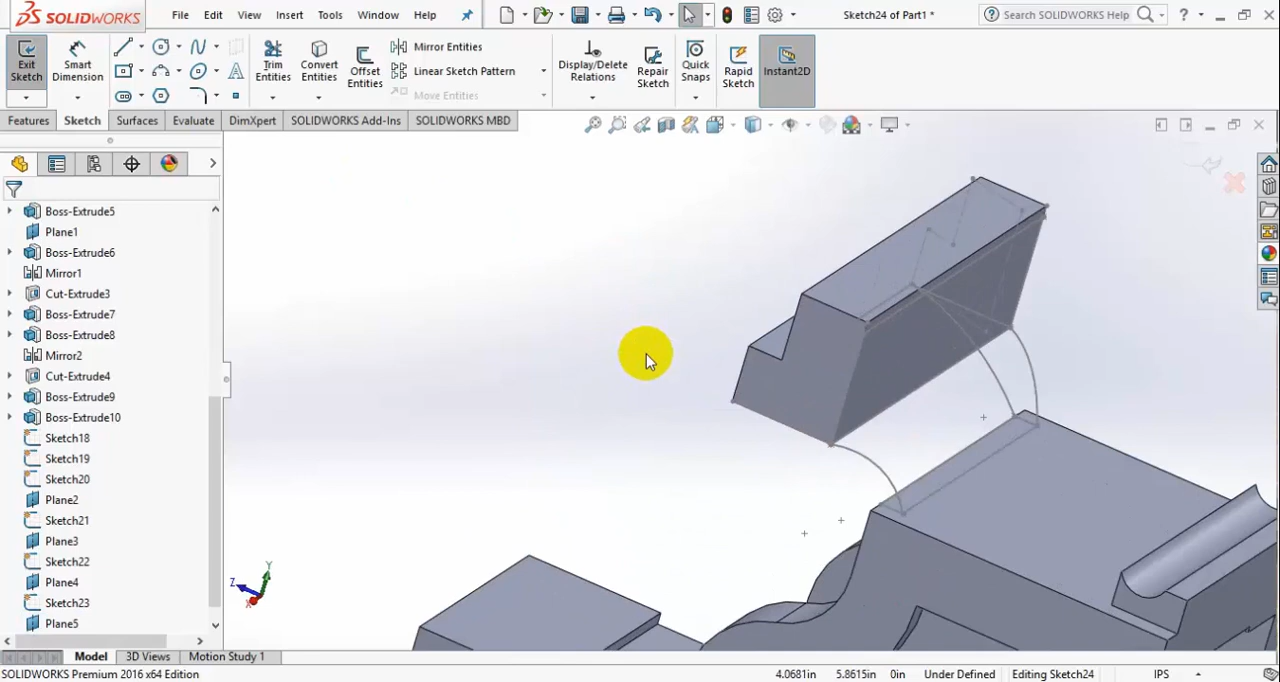 SOLIDWORKS File Edit View Insert Tools Window Help Sketch24 of Part1 * Search SOLIDWORKS Help ?
Exit Sketch
Smart Dimension
Trim Entities
Convert Entities
Offset Entities
Mirror Entities
Linear Sketch Pattern
Move Entities
Display/Delete Relations
Repair Sketch
Quick Snaps
Rapid Sketch
Instant2D
Features Sketch Surfaces Evaluate DimXpert SOLIDWORKS Add-Ins SOLIDWORKS MBD
Boss-Extrude5
Plane1
Boss-Extrude6
Mirror1
Cut-Extrude3
Boss-Extrude7
Boss-Extrude8
Mirror2
Cut-Extrude4
Boss-Extrude9
Boss-Extrude10
Sketch18
Sketch19
Sketch20
Plane2
Sketch21
Plane3
Sketch22
Plane4
Sketch23
Plane5
Y
Z
X
Model 3D Views Motion Study 1
SOLIDWORKS Premium 2016 x64 Edition 4.0681in 5.8615in 0in Under Defined Editing Sketch24 IPS